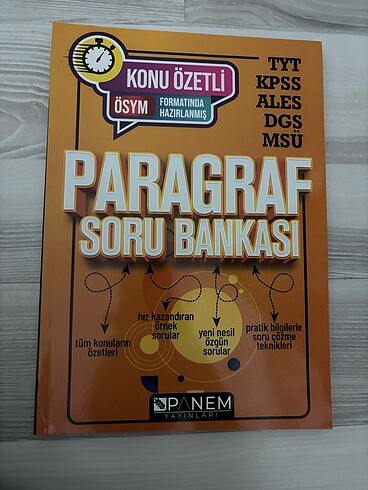 KONU ÖZETLİ
ÖSYM
FORMATINDA
HAZIRLANMIŞ
TYT
KPSS
ALES
DGS
MSÜ
PARAGRAF
SORU BANKASI
tüm konuların
özetleri
hız kazandıran
örnek
sorular
yeni nesil
özgün
sorular
pratik bilgilerle
soru çözme
teknikleri
PANEM
YAYINLARI